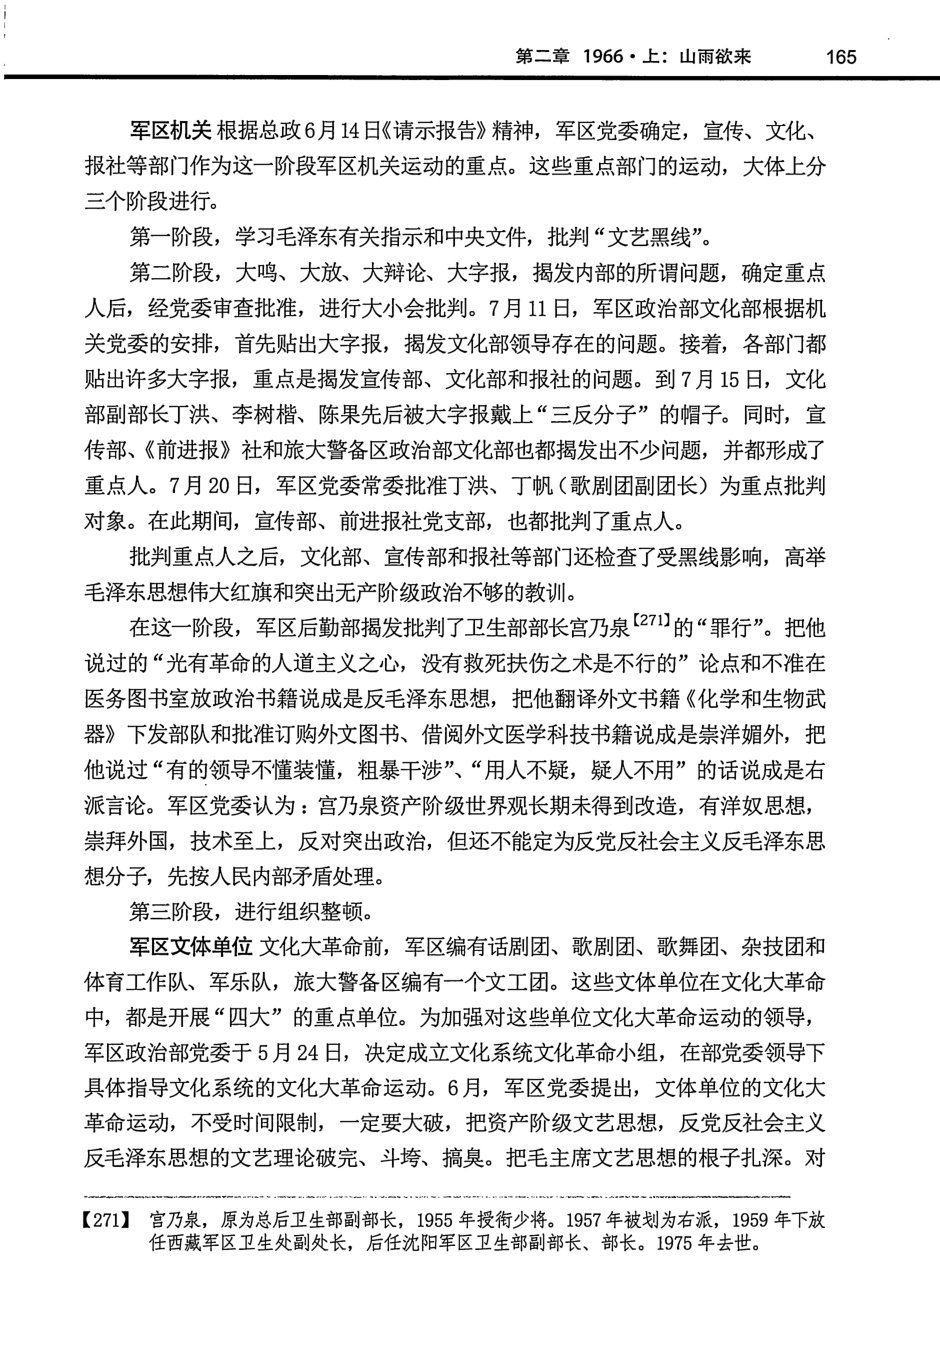 第二章 1966·上：山雨欲来 165
军区机关 根据总政6月14日《请示报告》精神，军区党委确定，宣传、文化、
报社等部门作为这一阶段军区机关运动的重点。这些重点部门的运动，大体上分
三个阶段进行。
第一阶段，学习毛泽东有关指示和中央文件，批判“文艺黑线”。
第二阶段，大鸣、大放、大辩论、大字报，揭发内部的所谓问题，确定重点
人后，经党委审查批准，进行大小会批判。7月11日，军区政治部文化部根据机
关党委的安排，首先贴出大字报，揭发文化部领导存在的问题。接着，各部门都
贴出许多大字报，重点是揭发宣传部、文化部和报社的问题。到7月15日，文化
部副部长丁洪、李树楷、陈果先后被大字报戴上“三反分子”的帽子。同时，宣
传部、《前进报》社和旅大警备区政治部文化部也都揭发出不少问题，并都形成了
重点人。7月20日，军区党委常委批准丁洪、丁帆（歌剧团副团长）为重点批判
对象。在此期间，宣传部、前进报社党支部，也都批判了重点人。
批判重点人之后，文化部、宣传部和报社等部门还检查了受黑线影响，高举
毛泽东思想伟大红旗和突出无产阶级政治不够的教训。
在这一阶段，军区后勤部揭发批判了卫生部部长宫乃泉【271】的“罪行”。把他
说过的“光有革命的人道主义之心，没有救死扶伤之术是不行的”论点和不准在
医务图书室放政治书籍说成是反毛泽东思想，把他翻译外文书籍《化学和生物武
器》下发部队和批准订购外文图书、借阅外文医学科技书籍说成是崇洋媚外，把
他说过“有的领导不懂装懂，粗暴干涉”、“用人不疑，疑人不用”的话说成是右
派言论。军区党委认为：宫乃泉资产阶级世界观长期未得到改造，有洋奴思想，
崇拜外国，技术至上，反对突出政治，但还不能定为反党反社会主义反毛泽东思
想分子，先按人民内部矛盾处理。
第三阶段，进行组织整顿。
军区文体单位 文化大革命前，军区编有话剧团、歌剧团、歌舞团、杂技团和
体育工作队、军乐队，旅大警备区编有一个文工团。这些文体单位在文化大革命
中，都是开展“四大”的重点单位。为加强对这些单位文化大革命运动的领导，
军区政治部党委于5月24日，决定成立文化系统文化革命小组，在部党委领导下
具体指导文化系统的文化大革命运动。6月，军区党委提出，文体单位的文化大
革命运动，不受时间限制，一定要大破，把资产阶级文艺思想，反党反社会主义
反毛泽东思想的文艺理论破完、斗垮、搞臭。把毛主席文艺思想的根子扎深。对
【271】 宫乃泉，原为总后卫生部副部长，1955年授衔少将。1957年被划为右派，1959年下放
任西藏军区卫生处副处长，后任沈阳军区卫生部副部长、部长。1975年去世。